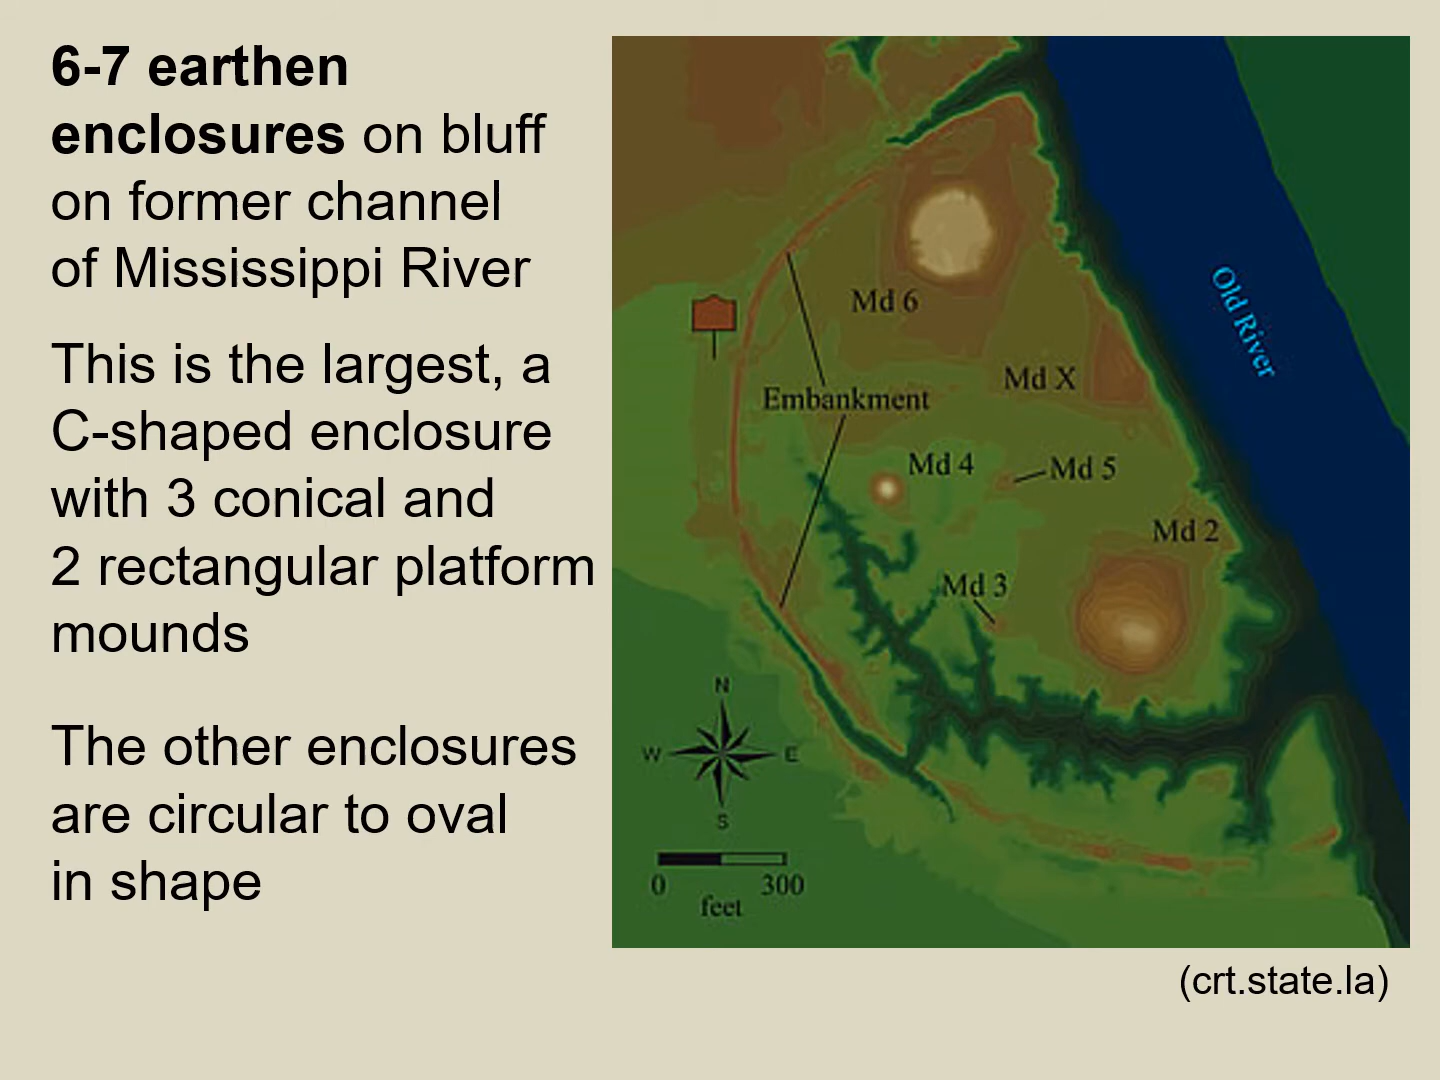 6-7 earthen
enclosures on bluff
on former channel
of Mississippi River
This is the largest, a
C-shaped enclosure
with 3 conical and
2 rectangular platform
mounds
The other enclosures
are circular to oval
in shape
Md 6
Old River
Md X
Embankment
Md 4
Md 5
Md 2
Md 3
N
W
E
S
0 300
feet
(crt.state.la)